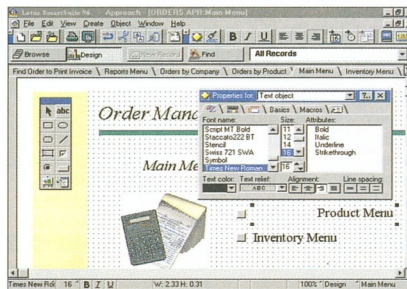 Lotus SmartSuite 96 Approach - [ORDERS.APR:Main Menu]
File Edit View Create Object Window Help
Browse Design New Record Find All Records
Find Order to Print Invoice Reports Menu Orders by Company Orders by Product Main Menu Inventory Menu
Properties for: Text object
Basics Macros
Font name: Size: Attributes:
Script MT Bold 11 Bold
Staccato222 BT 12 Italic
Stencil 14 Underline
Swiss 721 SWA 16 Strikethrough
Symbol
Times New Roman 16
Text color: Text relief: Alignment: Line spacing:
ABC
abc
Order Mana
Main Me
Product Menu
Inventory Menu
Times New Ro 16 B I U W: 2.33 H: 0.31 100% Design Main Menu